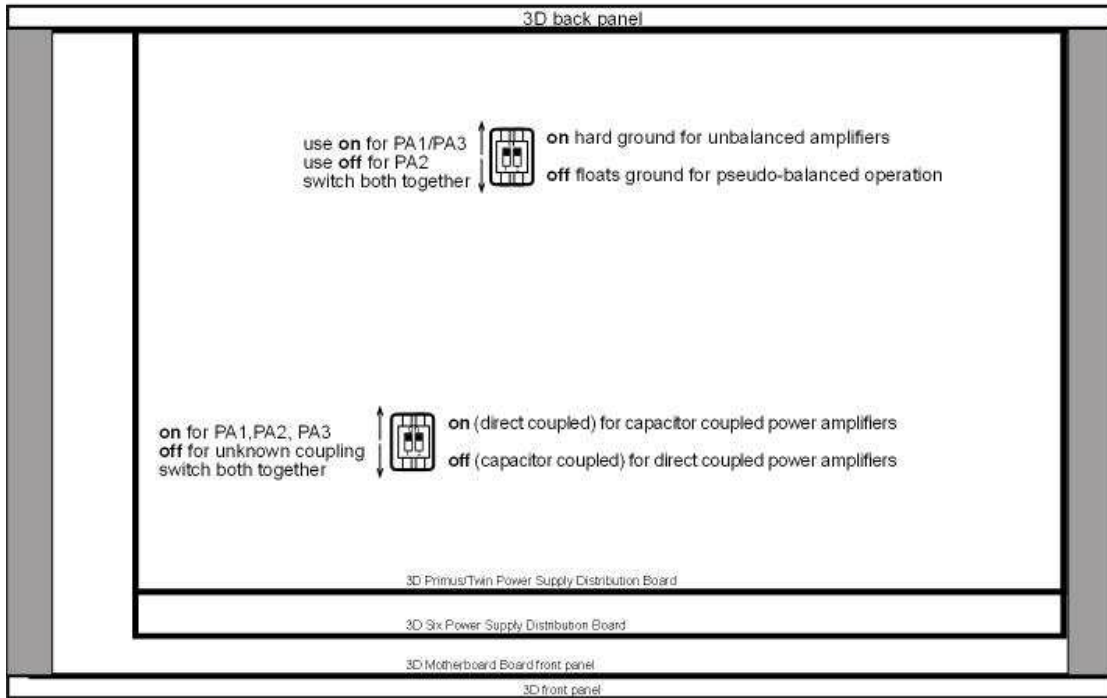 3D back panel
use on for PA1/PA3
use off for PA2
switch both together
on hard ground for unbalanced amplifiers
off floats ground for pseudo-balanced operation
on for PA1,PA2, PA3
off for unknown coupling
switch both together
on (direct coupled) for capacitor coupled power amplifiers
off (capacitor coupled) for direct coupled power amplifiers
3D Primus/Twin Power Supply Distribution Board
3D Six Power Supply Distribution Board
3D Motherboard Board front panel
3D front panel